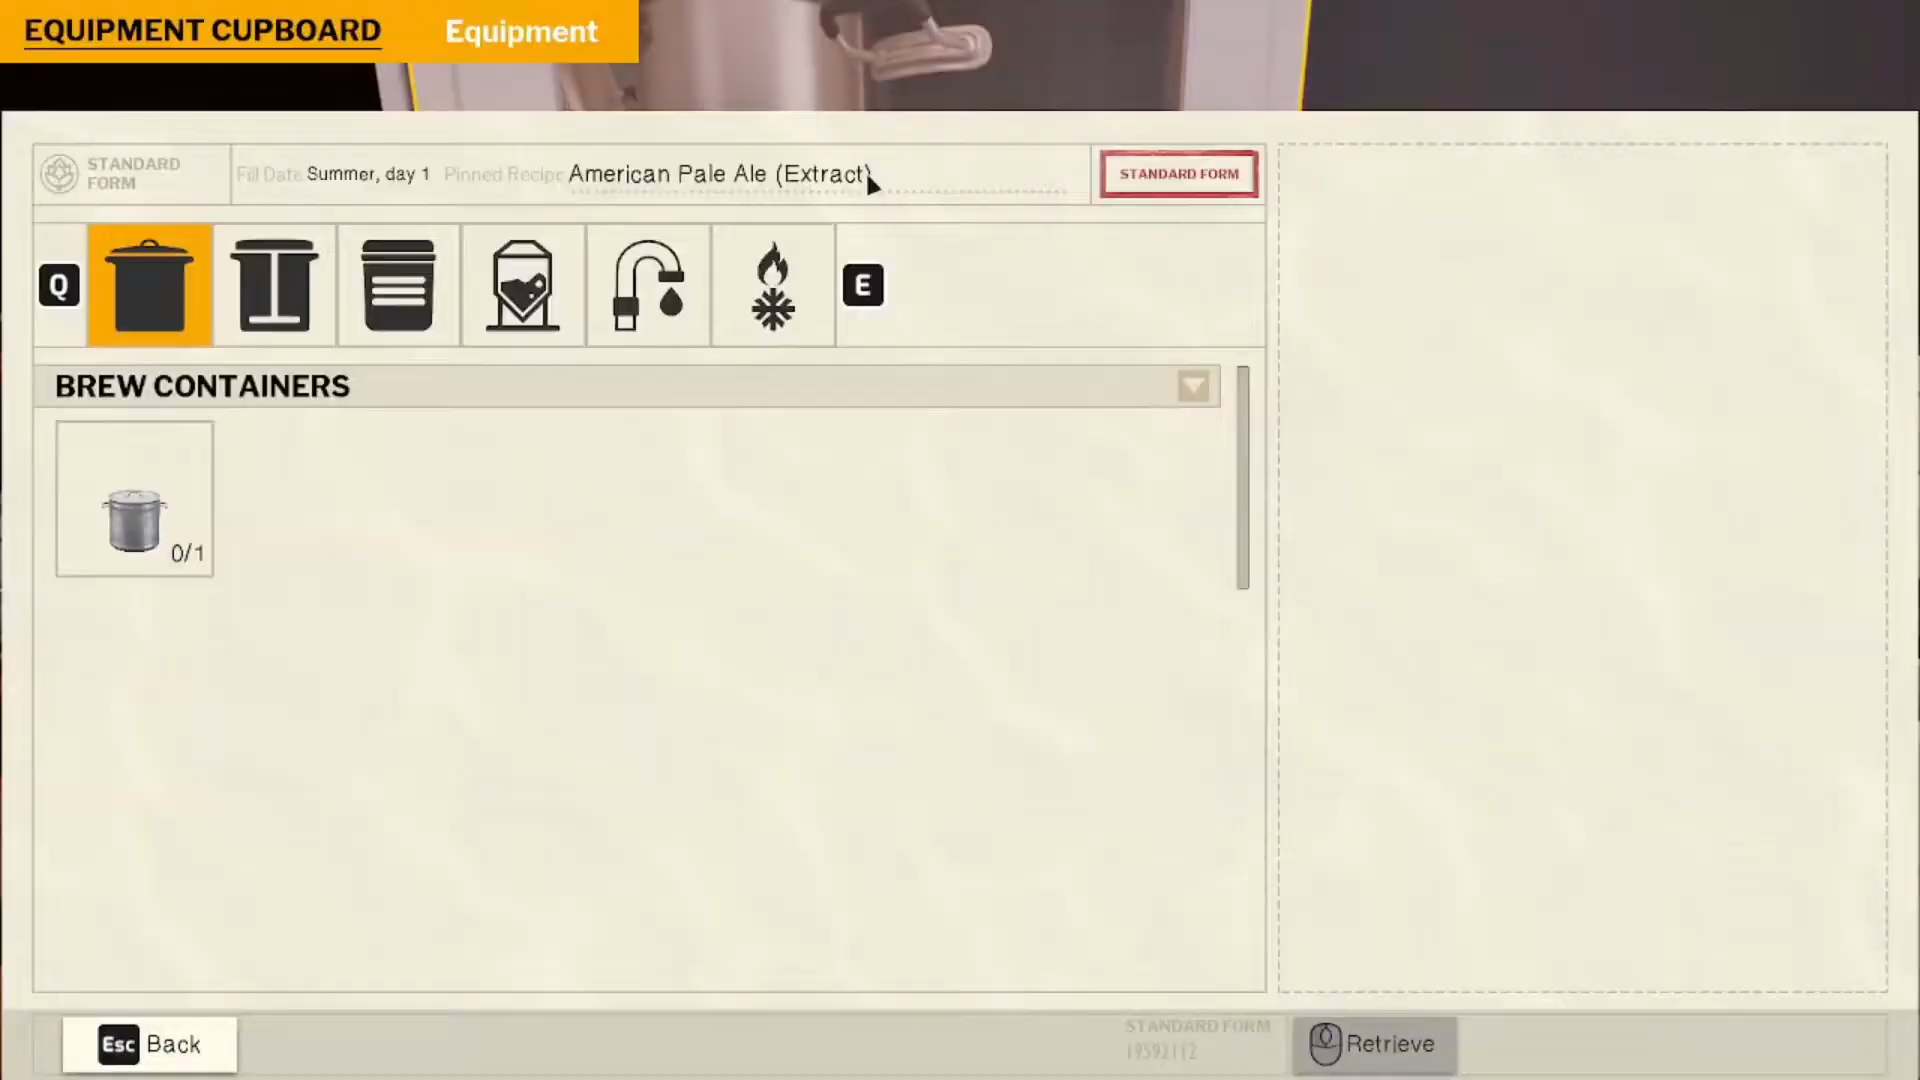 EQUIPMENT CUPBOARD Equipment
STANDARD FORM
Fill Date Summer, day 1 Pinned Recipe American Pale Ale (Extract)
STANDARD FORM
Q E
BREW CONTAINERS
0/1
Esc Back
STANDARD FORM
19592112
Retrieve